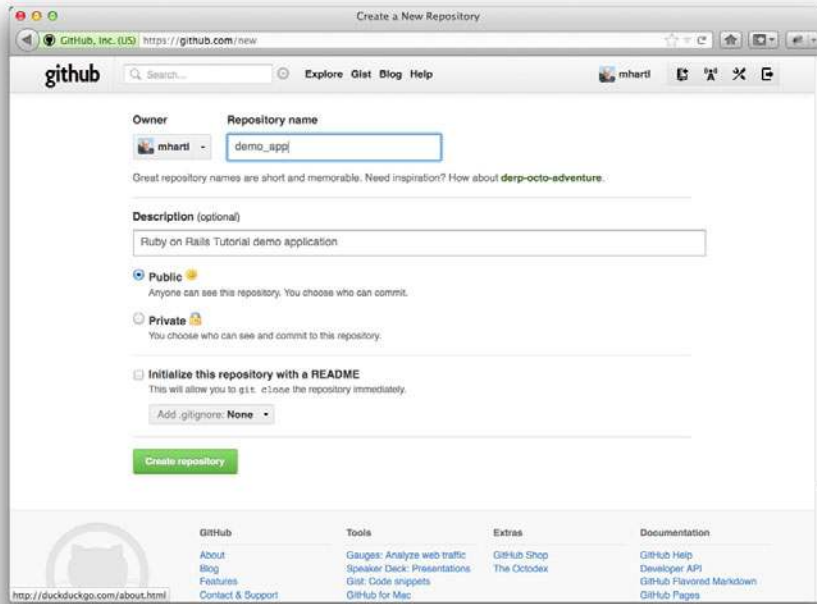 Create a New Repository
GitHub, Inc. (US) https://github.com/new
github Search... Explore Gist Blog Help mhartl
Owner Repository name
mhartl demo_app
Great repository names are short and memorable. Need inspiration? How about derp-octo-adventure.
Description (optional)
Ruby on Rails Tutorial demo application
Public
Anyone can see this repository. You choose who can commit.
Private
You choose who can see and commit to this repository.
Initialize this repository with a README
This will allow you to git clone the repository immediately.
Add .gitignore: None
Create repository
GitHub Tools Extras Documentation
About Gauges: Analyze web traffic GitHub Shop GitHub Help
Blog Speaker Deck: Presentations The Octodex Developer API
Features Gist: Code snippets GitHub Flavored Markdown
Contact & Support GitHub for Mac GitHub Pages
http://duckduckgo.com/about.html